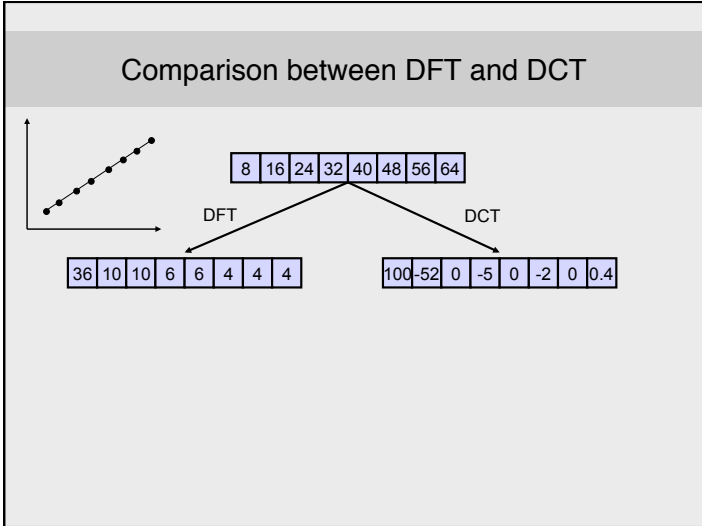 Comparison between DFT and DCT
8 16 24 32 40 48 56 64
DFT DCT
36 10 10 6 6 4 4 4 100 -52 0 -5 0 -2 0 0.4